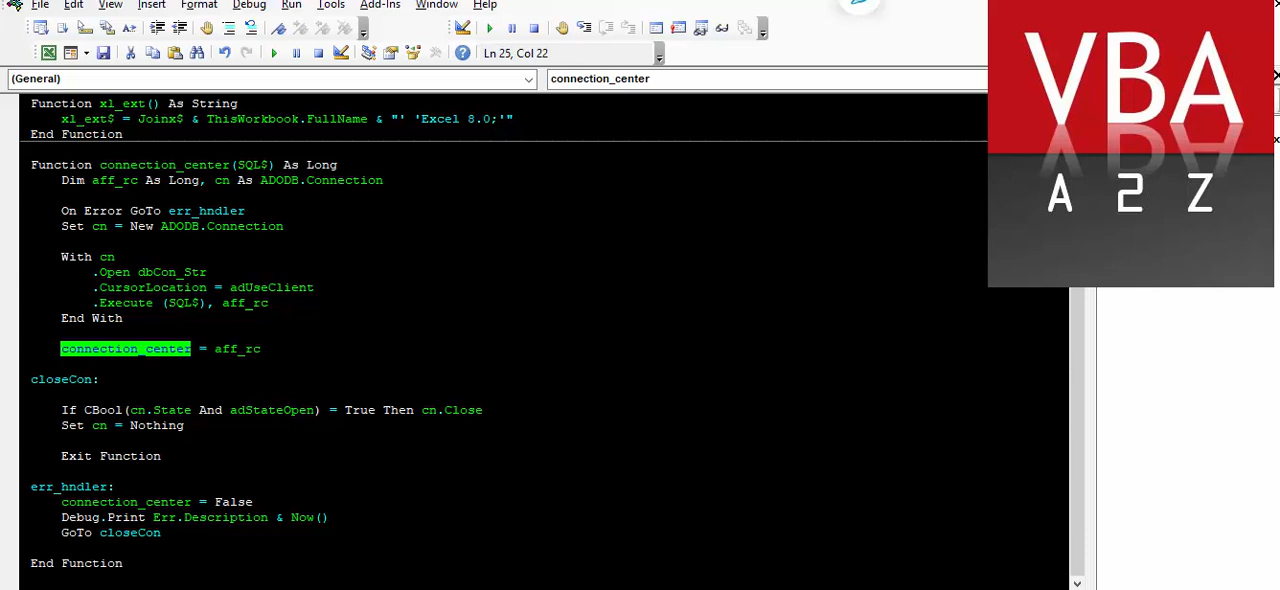 File Edit View Insert Format Debug Run Tools Add-Ins Window Help
Ln 25, Col 22
(General) connection_center
Function xl_ext() As String
xl_ext$ = Joinx$ & ThisWorkbook.FullName & "' 'Excel 8.0;'"
End Function
Function connection_center(SQL$) As Long
Dim aff_rc As Long, cn As ADODB.Connection
On Error GoTo err_hndler
Set cn = New ADODB.Connection
With cn
.Open dbCon_Str
.CursorLocation = adUseClient
.Execute (SQL$), aff_rc
End With
connection_center = aff_rc
closeCon:
If CBool(cn.State And adStateOpen) = True Then cn.Close
Set cn = Nothing
Exit Function
err_hndler:
connection_center = False
Debug.Print Err.Description & Now()
GoTo closeCon
End Function
VBA
A 2 Z